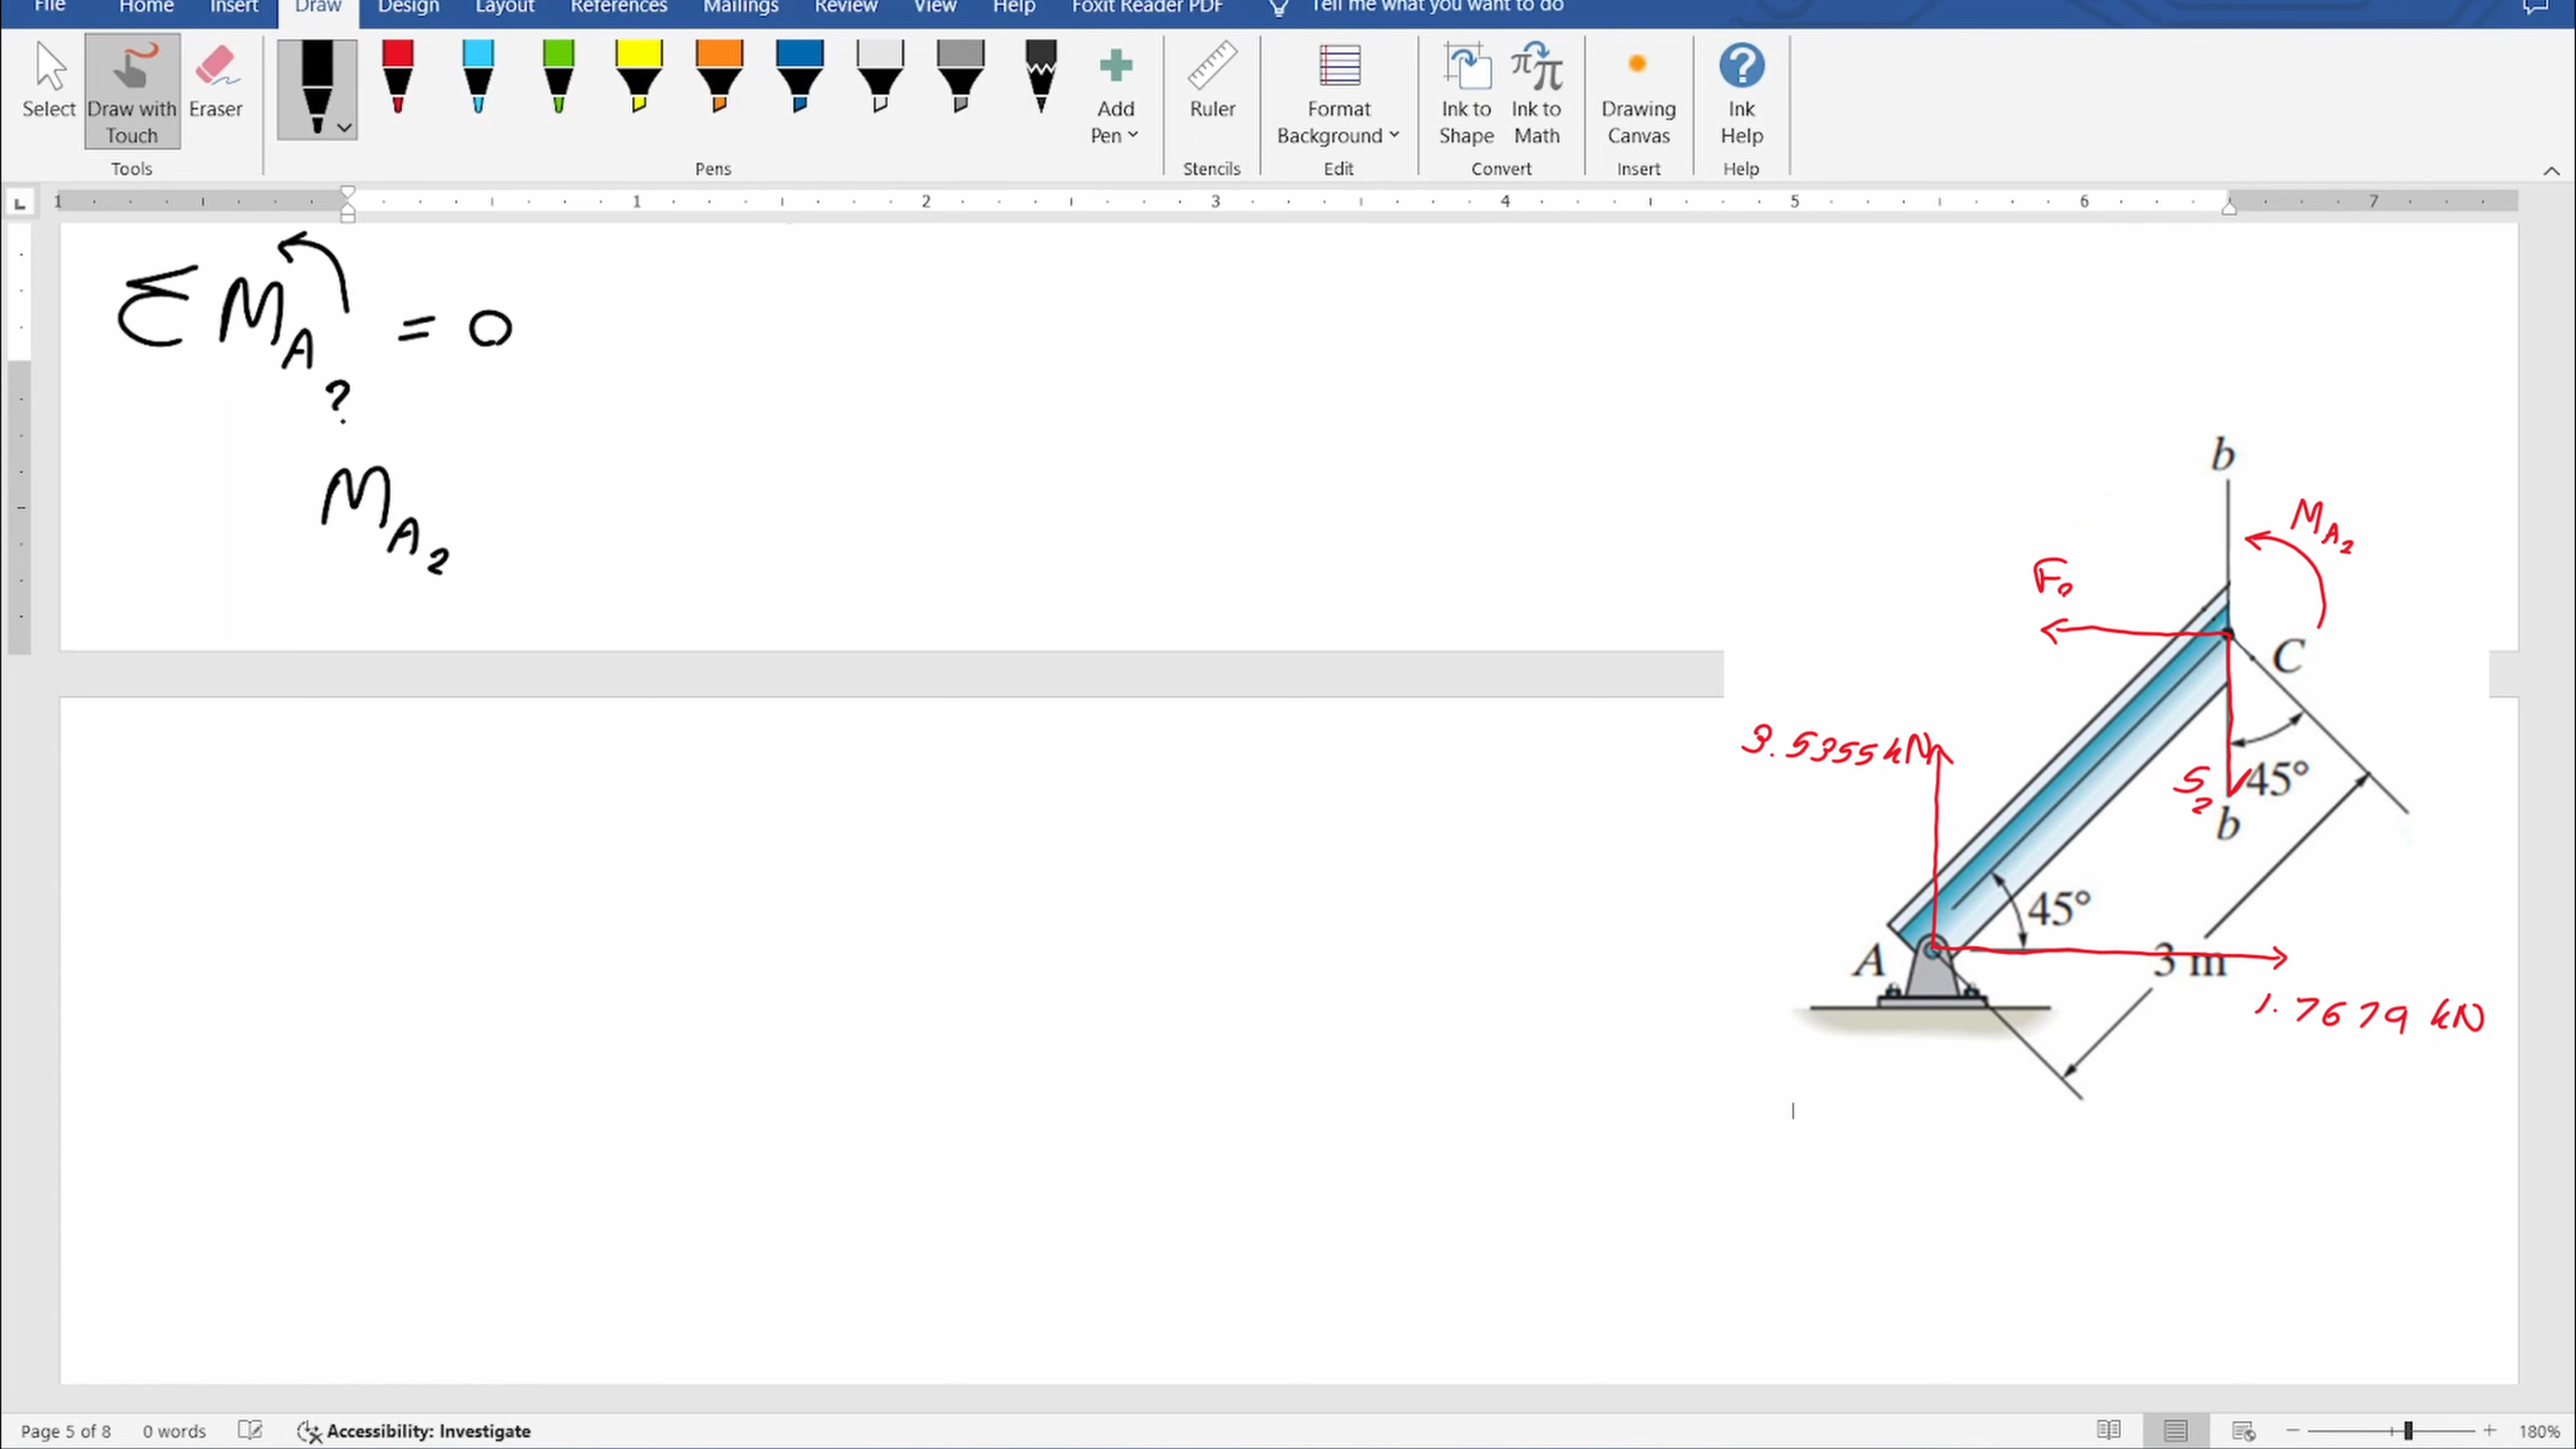 File Home Insert Draw Design Layout References Mailings Review View Help Foxit Reader PDF Tell me what you want to do
Select Draw with Touch Eraser
Add Pen
Ruler
Format Background
Ink to Shape
Ink to Math
Drawing Canvas
Ink Help
Tools Pens Stencils Edit Convert Insert Help
L 1 1 2 3 4 5 6 7
Σ M_A = 0
?
M_A2
b
M_A2
F_0
C
3.5355 kN
45°
S_2
b
45°
A
3 m
1.7679 kN
Page 5 of 8 0 words Accessibility: Investigate 180%